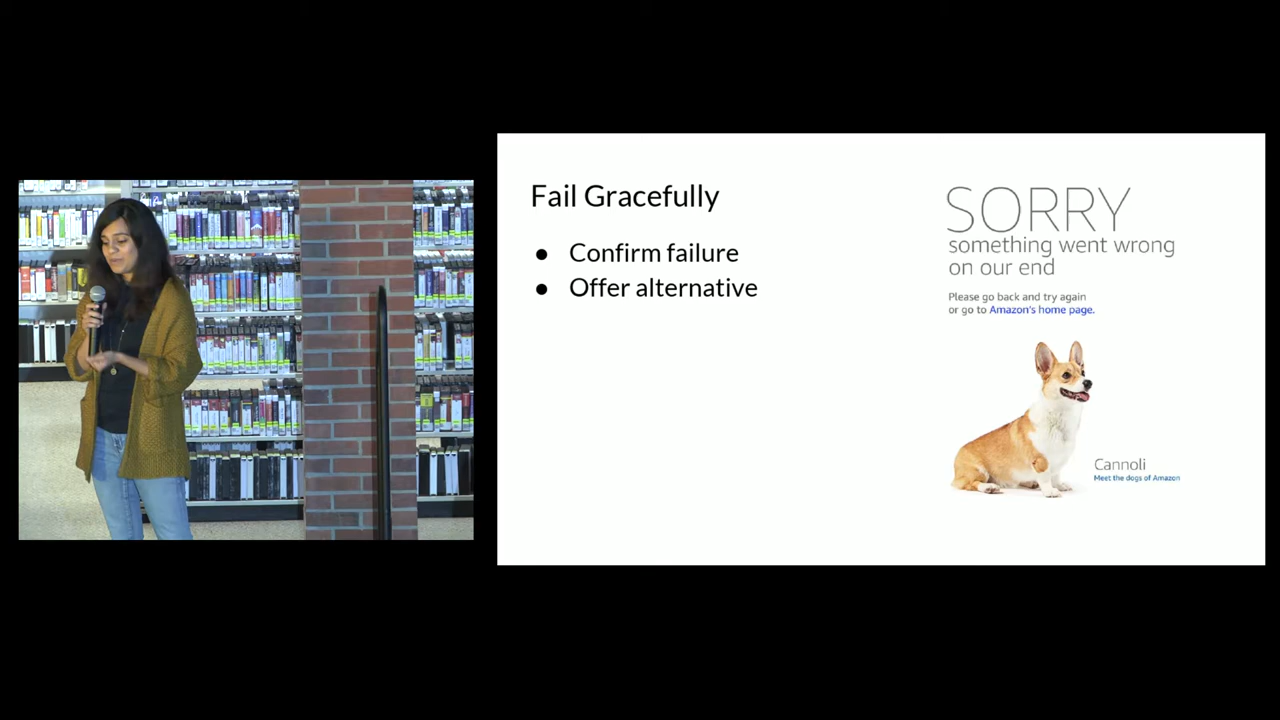 Fail Gracefully
● Confirm failure
● Offer alternative
SORRY
something went wrong
on our end
Please go back and try again
or go to Amazon's home page.
Cannoli
Meet the dogs of Amazon